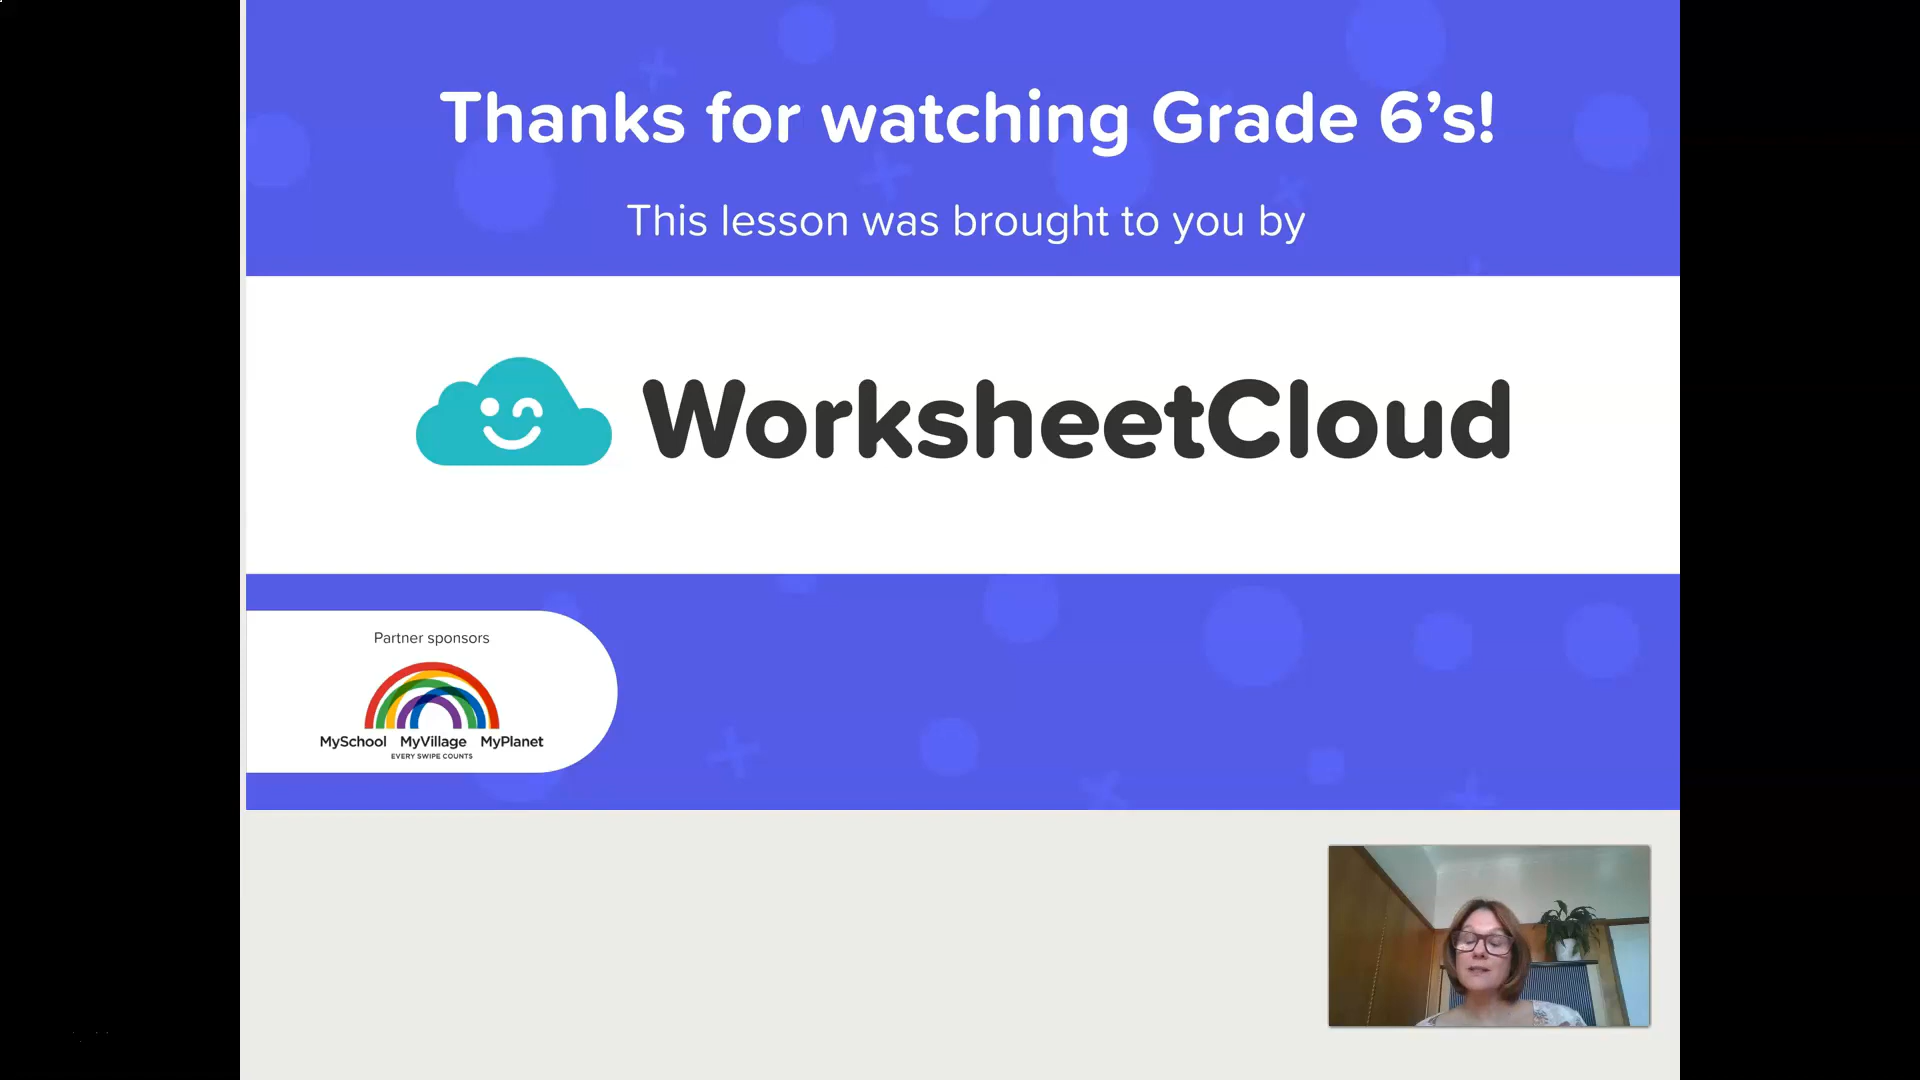 Thanks for watching Grade 6’s!
This lesson was brought to you by
WorksheetCloud
Partner sponsors
MySchool MyVillage MyPlanet
EVERY SWIPE COUNTS